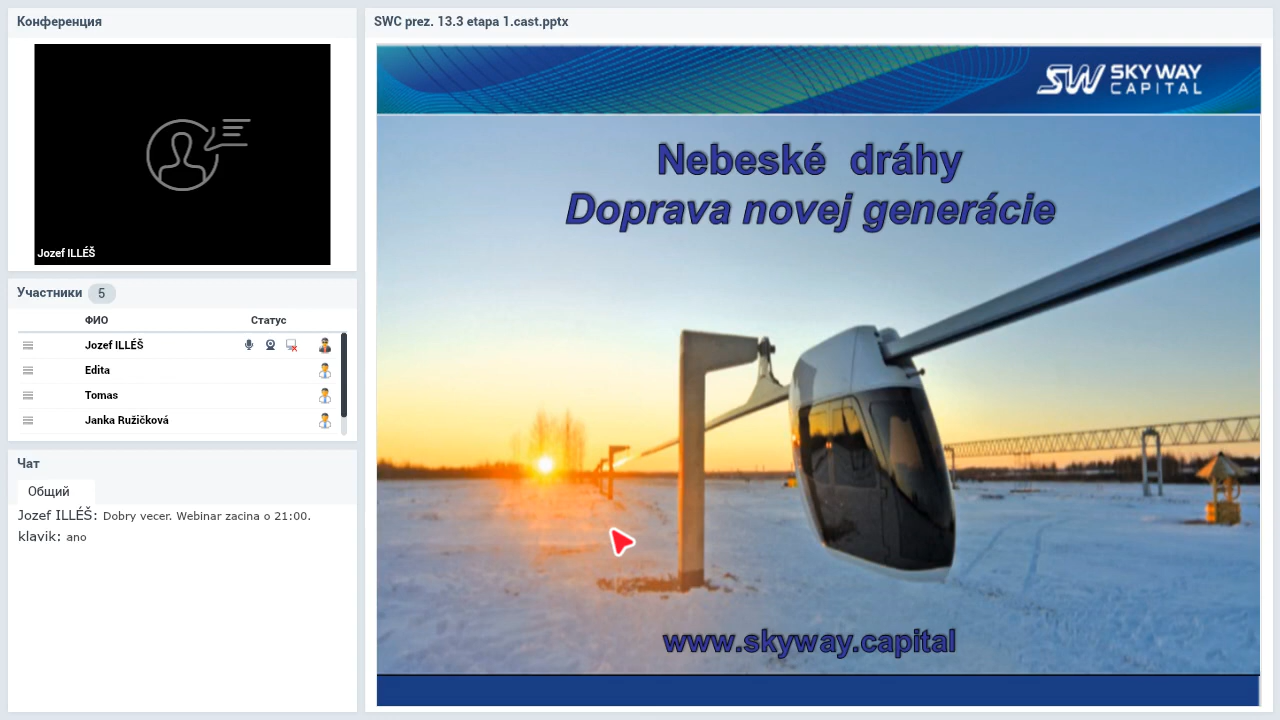 Конференция
Jozef ILLÉŠ
Участники 5
ФИО Статус
Jozef ILLÉŠ
Edita
Tomas
Janka Ružičková
Чат
Общий
Jozef ILLÉŠ: Dobry vecer. Webinar zacina o 21:00.
klavik: ano
SWC prez. 13.3 etapa 1.cast.pptx
SW SKY WAY
CAPITAL
Nebeské dráhy
Doprava novej generácie
www.skyway.capital